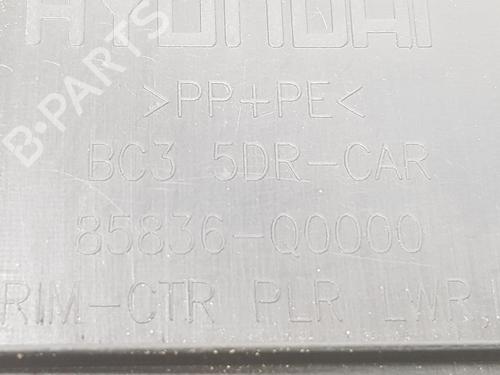 HYUNDAI
>PP+PE<
BC3 5DR-CAR
85836-Q0000
RIM-CTR PLR LWR,
B-PARTS